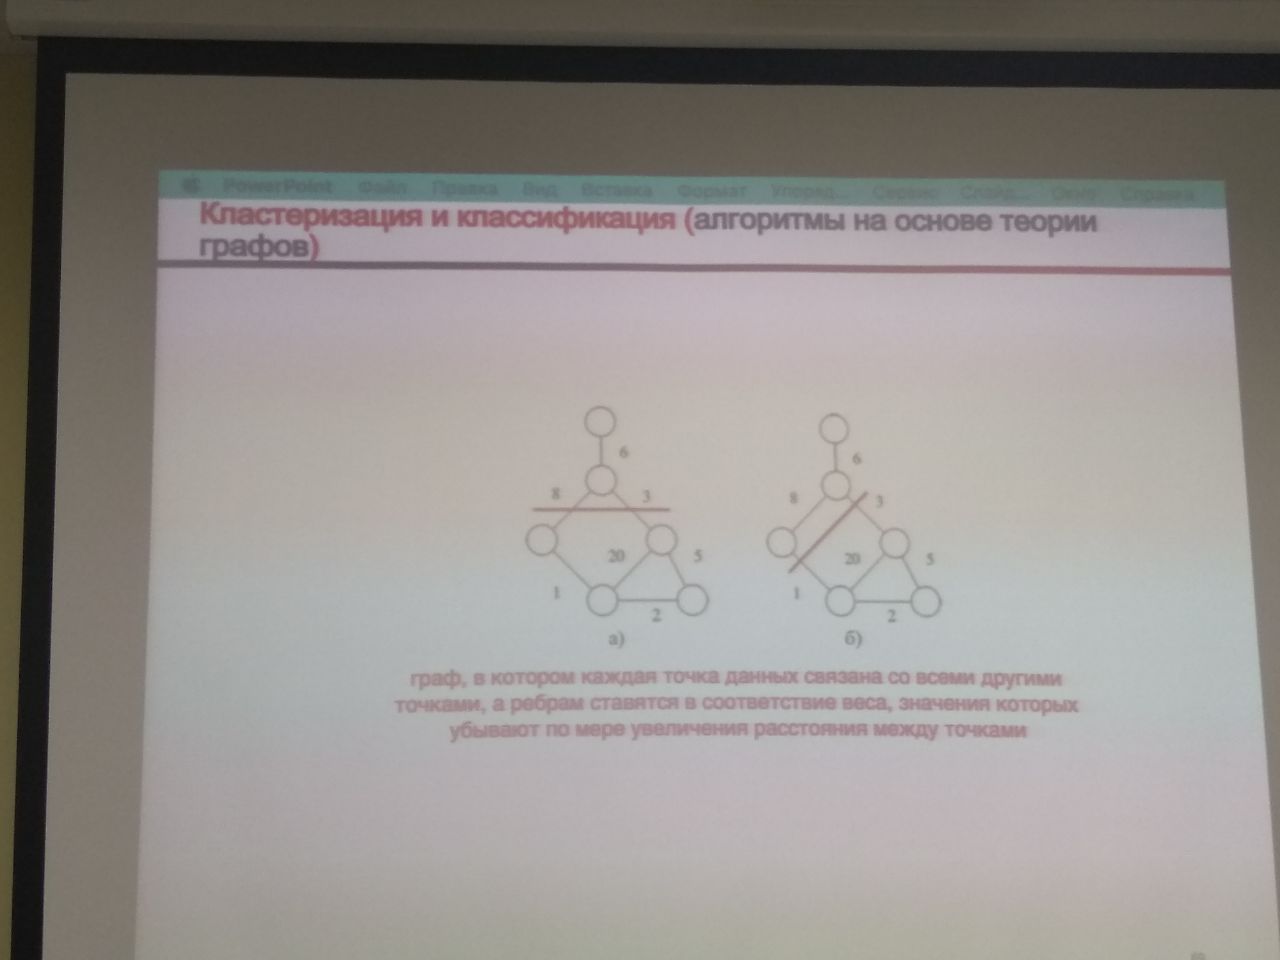 PowerPoint Файл Правка Вид Вставка Формат Упоряд... Сервис Слайд... Окно Справка
Кластеризация и классификация (алгоритмы на основе теории
графов)
6 6
8 3 8 3
20 5 20 5
1 1
2 2
а) б)
граф, в котором каждая точка данных связана со всеми другими
точками, а ребрам ставятся в соответствие веса, значения которых
убывают по мере увеличения расстояния между точками